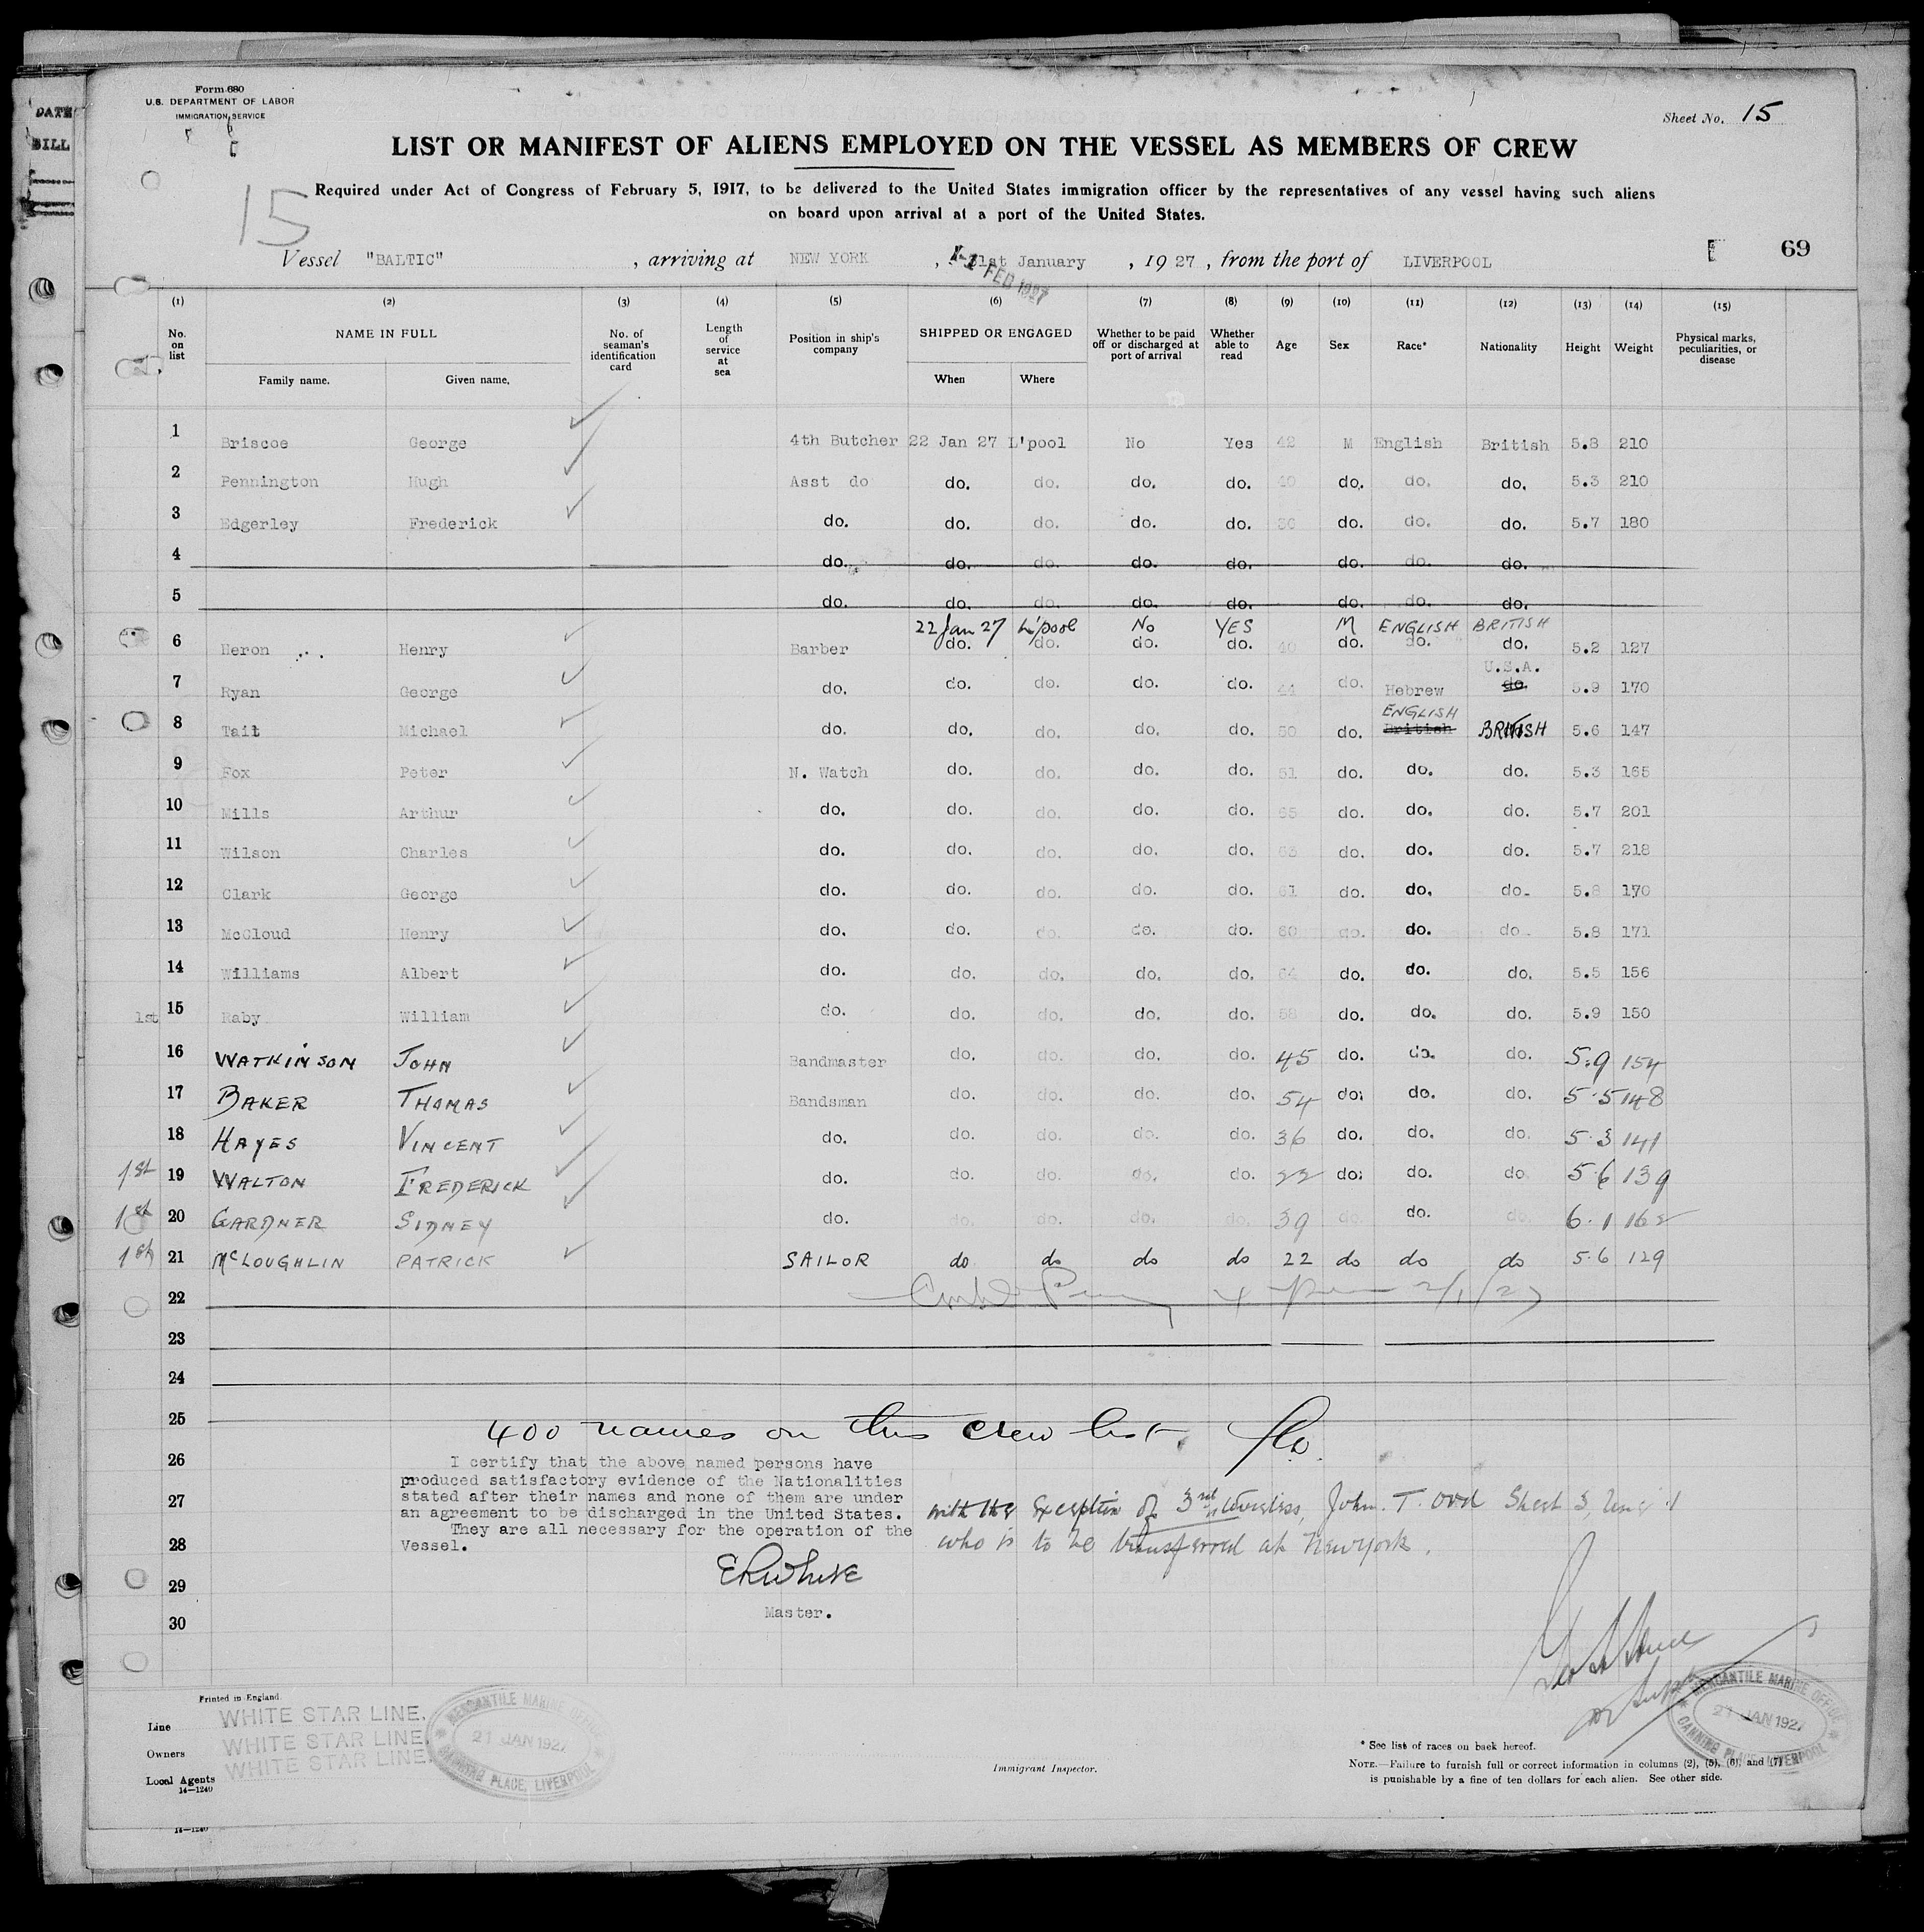 DATE
BILL
Form 680
U.S. DEPARTMENT OF LABOR
IMMIGRATION SERVICE
Sheet No. 15
LIST OR MANIFEST OF ALIENS EMPLOYED ON THE VESSEL AS MEMBERS OF CREW
15
Required under Act of Congress of February 5, 1917, to be delivered to the United States immigration officer by the representatives of any vessel having such aliens
on board upon arrival at a port of the United States.
Vessel "BALTIC" , arriving at NEW YORK , 31st January , 1927 , from the port of LIVERPOOL
69
1 FEB 1927
(1) (2) (3) (4) (5) (6) (7) (8) (9) (10) (11) (12) (13) (14) (15)
No. on list NAME IN FULL Family name. Given name. No. of seaman's identification card Length of service at sea Position in ship's company SHIPPED OR ENGAGED When Where Whether to be paid off or discharged at port of arrival Whether able to read Age Sex Race* Nationality Height Weight Physical marks, peculiarities, or disease
1 Briscoe George 4th Butcher 22 Jan 27 L'pool No Yes 42 M English British 5.8 210
2 Pennington Hugh Asst do do. do. do. do. 40 do. do. do. 5.3 210
3 Edgerley Frederick do. do. do. do. do. do. do. do. 5.7 180
4 do. do. do. do. do. do. do. do.
5 do. do. do. do. do. do. do. do.
22 Jan 27 L'pool No YES M ENGLISH BRITISH
6 Heron Henry Barber do. do. do. do. 40 do. do. do. 5.2 127
U.S.A.
7 Ryan George do. do. do. do. do. 44 do. Hebrew do. 5.9 170
ENGLISH
8 Tait Michael do. do. do. do. do. 50 do. British BRITISH 5.6 147
9 Fox Peter N. Watch do. do. do. do. 51 do. do. do. 5.3 165
10 Mills Arthur do. do. do. do. do. 65 do. do. do. 5.7 201
11 Wilson Charles do. do. do. do. do. 63 do. do. do. 5.7 218
12 Clark George do. do. do. do. do. 61 do. do. do. 5.8 170
13 McCloud Henry do. do. do. do. do. 60 do. do. do. 5.8 171
14 Williams Albert do. do. do. do. do. 64 do. do. do. 5.5 156
1st 15 Raby William do. do. do. do. do. 58 do. do. do. 5.9 150
16 WATKINSON JOHN Bandmaster do. do. do. do. 45 do. do. do. 5.9 154
17 BAKER THOMAS Bandsman do. do. do. do. 54 do. do. do. 5.5 148
18 HAYES VINCENT do. do. do. do. do. 36 do. do. do. 5.3 141
1st 19 WALTON FREDERICK do. do. do. do. do. 22 do. do. do 5.6 139
1st 20 GARDNER SIDNEY do. do. do. do. do. 39 do. do. do 6.1 162
1st 21 McLOUGHLIN PATRICK SAILOR do do do do 22 do do do 5.6 129
22 2/1/27
23
24
25 400 names on this crew list.
26 I certify that the above named persons have
produced satisfactory evidence of the Nationalities
27 stated after their names and none of them are under
an agreement to be discharged in the United States.
They are all necessary for the operation of the
28 Vessel.
with the exception of 3rd Wireless, John. T. Ord Sheet 3, Line 1
who is to be transferred at New York.
29 ERWhite
30 Master.
Printed in England.
Line WHITE STAR LINE.
Owners WHITE STAR LINE.
Local Agents WHITE STAR LINE.
14—1240
MERCANTILE MARINE OFFICE
21 JAN 1927
CANNING PLACE, LIVERPOOL
Immigrant Inspector.
MERCANTILE MARINE OFFICE
21 JAN 1927
CANNING PLACE, LIVERPOOL
* See list of races on back hereof.
NOTE.—Failure to furnish full or correct information in columns (2), (5), (6), and (7)
is punishable by a fine of ten dollars for each alien. See other side.
14—1240